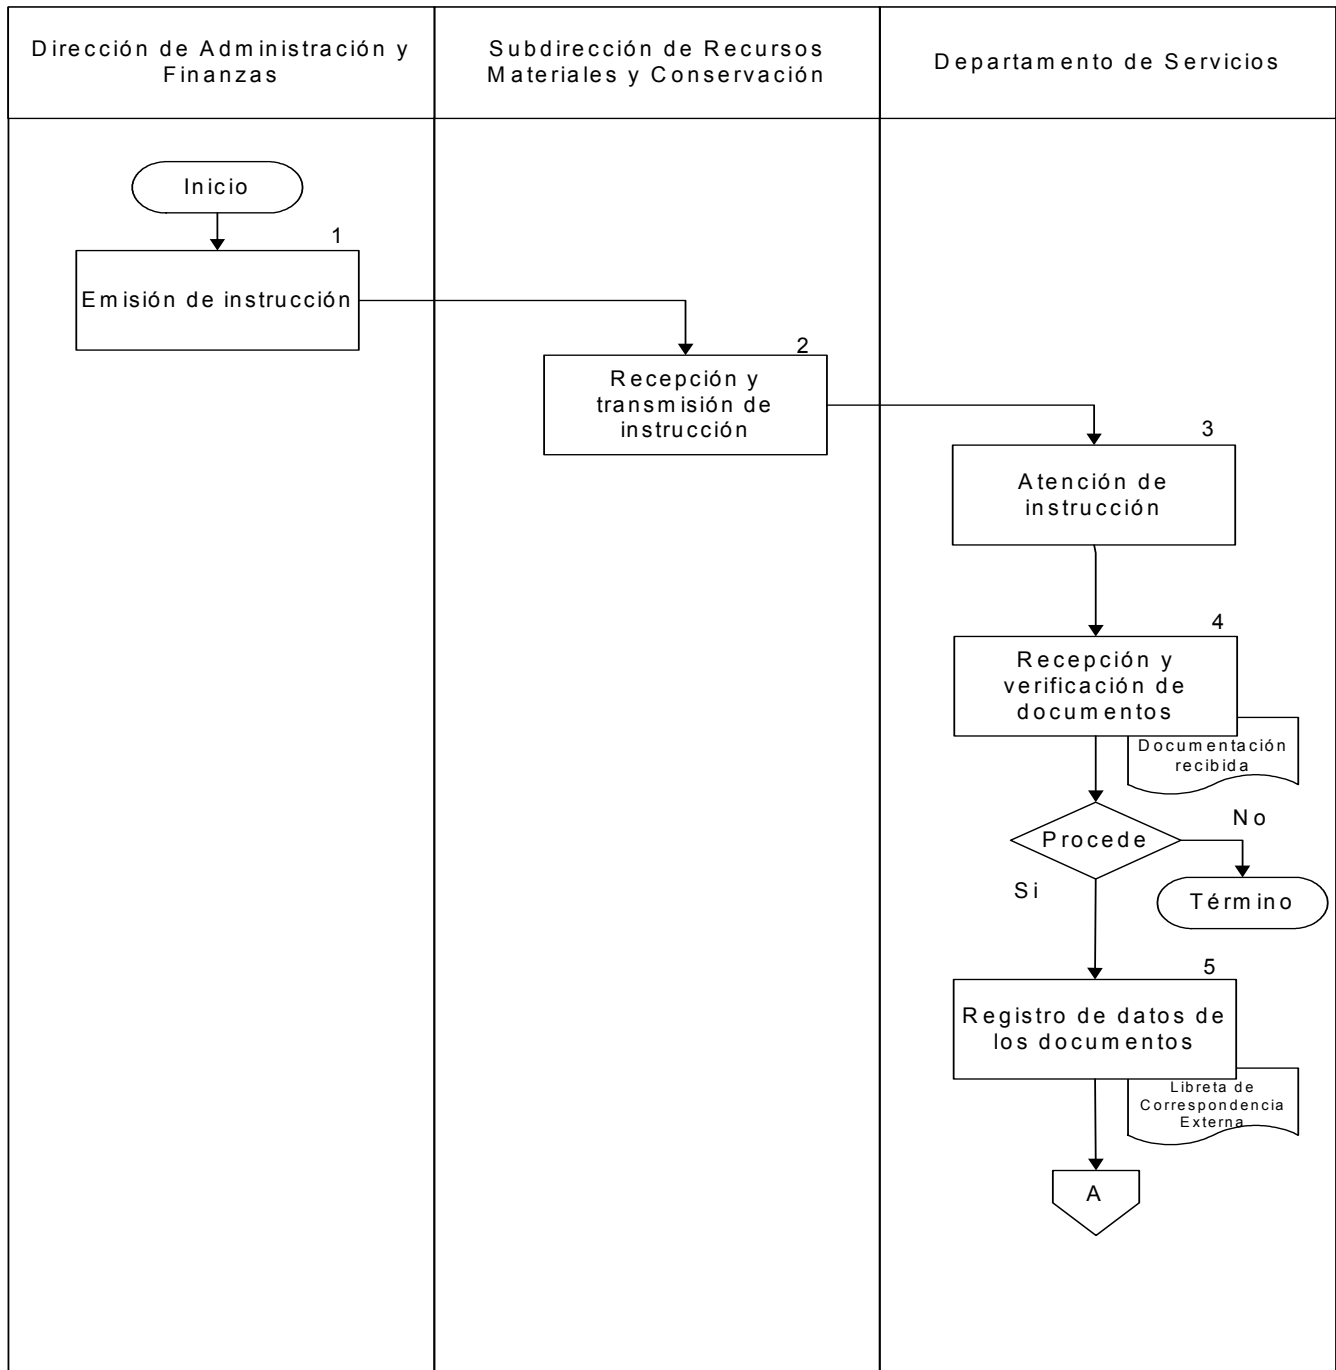 Dirección de Administración y
Finanzas
Subdirección de Recursos
Materiales y Conservación
Departamento de Servicios
Inicio
1
Emisión de instrucción
2
Recepción y
transmisión de
instrucción
3
Atención de
instrucción
4
Recepción y
verificación de
documentos
Documentación
recibida
Procede
No
Si
Término
5
Registro de datos de
los documentos
Libreta de
Correspondencia
Externa
A